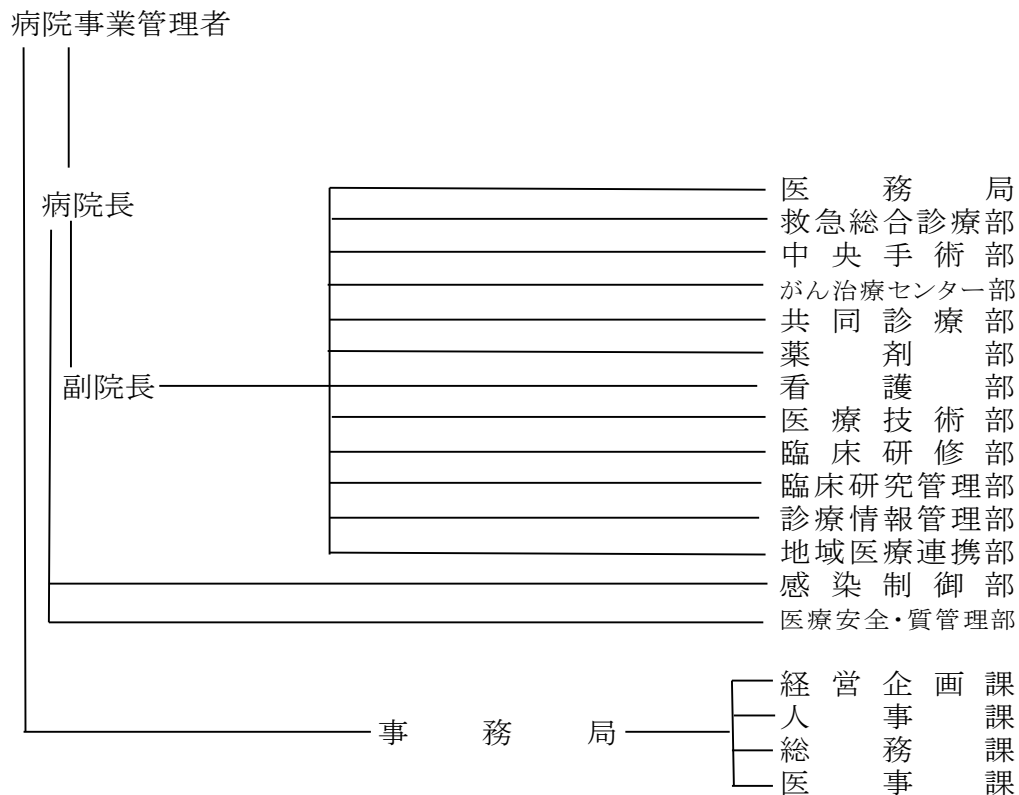 病院事業管理者
病院長
副院長
医務局
救急総合診療部
中央手術部
がん治療センター部
共同診療部
薬剤部
看護部
医療技術部
臨床研修部
臨床研究管理部
診療情報管理部
地域医療連携部
感染制御部
医療安全・質管理部
事務局
経営企画課
人事課
総務課
医事課